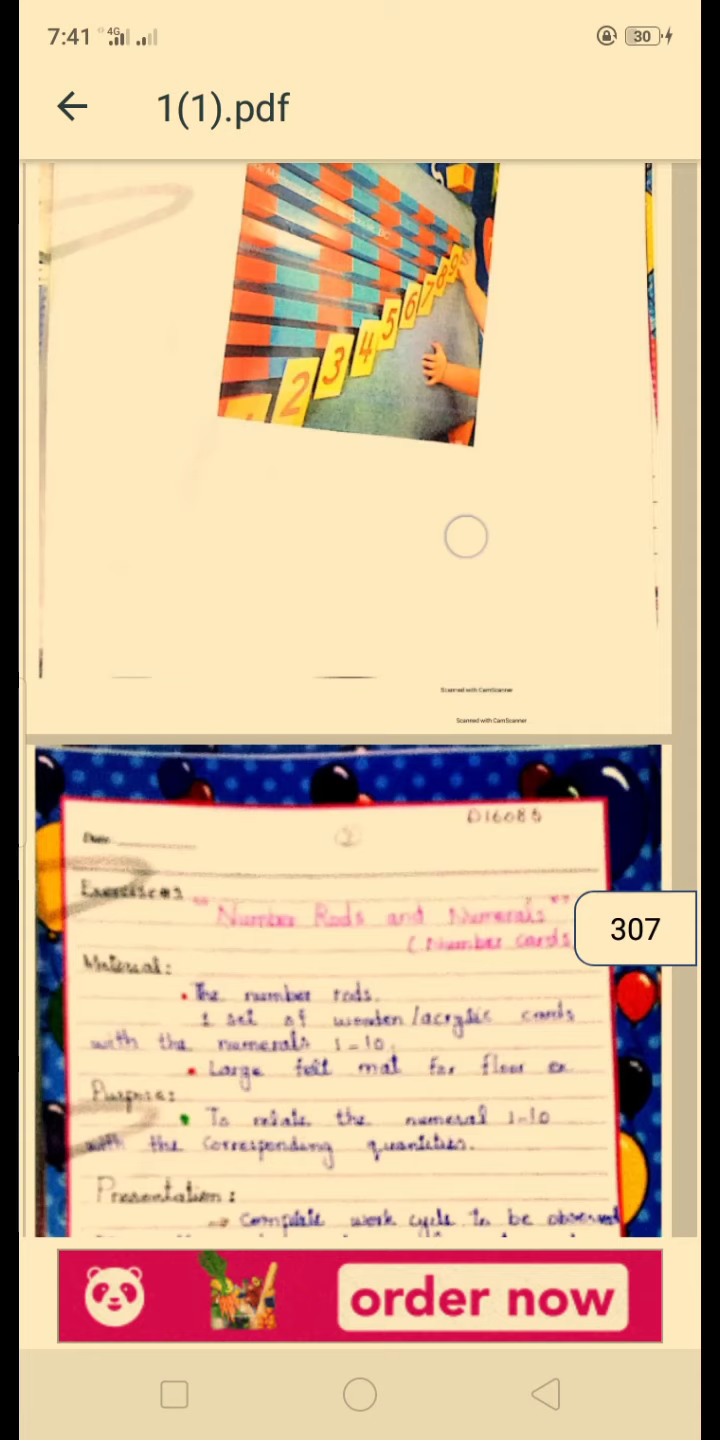 7:41 4G 30
1(1).pdf
2 3 4 5 6 7 8 9
Scanned with CamScanner
Scanned with CamScanner
D16085
Date
Exercises
"Number Rods and Numerals"
(Number cards
307
Material:
• The number rods.
1 set of wooden/acrylic cards
with the numerals 1-10.
• Large felt mat for floor or
Purpose:
• To relate the numeral 1-10
with the corresponding quantities.
Presentation:
Complete work cycle to be observed
order now